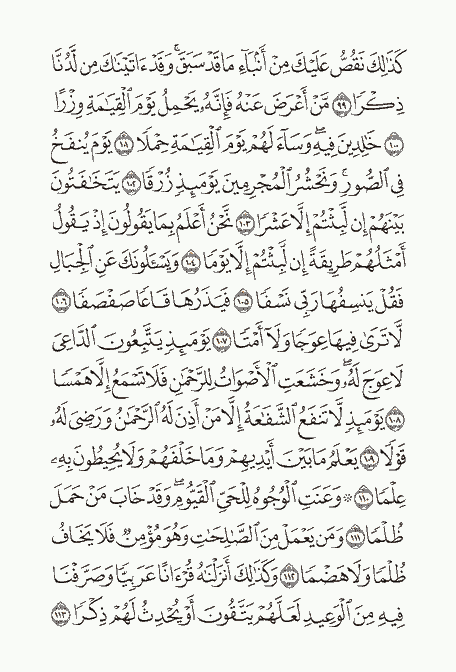 كَذَٰلِكَ نَقُصُّ عَلَيْكَ مِنْ أَنۢبَآءِ مَا قَدْ سَبَقَۚ وَقَدْ ءَاتَيْنَٰكَ مِن لَّدُنَّا
ذِكْرًا ٩٩ مَّنْ أَعْرَضَ عَنْهُ فَإِنَّهُۥ يَحْمِلُ يَوْمَ ٱلْقِيَٰمَةِ وِزْرًا
١٠٠ خَٰلِدِينَ فِيهِۖ وَسَآءَ لَهُمْ يَوْمَ ٱلْقِيَٰمَةِ حِمْلًا ١٠١ يَوْمَ يُنفَخُ
فِي ٱلصُّورِۚ وَنَحْشُرُ ٱلْمُجْرِمِينَ يَوْمَئِذٍ زُرْقًا ١٠٢ يَتَخَٰفَتُونَ
بَيْنَهُمْ إِن لَّبِثْتُمْ إِلَّا عَشْرًا ١٠٣ نَّحْنُ أَعْلَمُ بِمَا يَقُولُونَ إِذْ يَقُولُ
أَمْثَلُهُمْ طَرِيقَةً إِن لَّبِثْتُمْ إِلَّا يَوْمًا ١٠٤ وَيَسْـَٔلُونَكَ عَنِ ٱلْجِبَالِ
فَقُلْ يَنسِفُهَا رَبِّي نَسْفًا ١٠٥ فَيَذَرُهَا قَاعًا صَفْصَفًا ١٠٦
لَّا تَرَىٰ فِيهَا عِوَجًا وَلَآ أَمْتًا ١٠٧ يَوْمَئِذٍ يَتَّبِعُونَ ٱلدَّاعِيَ
لَا عِوَجَ لَهُۥۖ وَخَشَعَتِ ٱلْأَصْوَاتُ لِلرَّحْمَٰنِ فَلَا تَسْمَعُ إِلَّا هَمْسًا
١٠٨ يَوْمَئِذٍ لَّا تَنفَعُ ٱلشَّفَٰعَةُ إِلَّا مَنْ أَذِنَ لَهُ ٱلرَّحْمَٰنُ وَرَضِيَ لَهُۥ
قَوْلًا ١٠٩ يَعْلَمُ مَا بَيْنَ أَيْدِيهِمْ وَمَا خَلْفَهُمْ وَلَا يُحِيطُونَ بِهِۦ
عِلْمًا ١١٠ ۞ وَعَنَتِ ٱلْوُجُوهُ لِلْحَيِّ ٱلْقَيُّومِۖ وَقَدْ خَابَ مَنْ حَمَلَ
ظُلْمًا ١١١ وَمَن يَعْمَلْ مِنَ ٱلصَّٰلِحَٰتِ وَهُوَ مُؤْمِنٌ فَلَا يَخَافُ
ظُلْمًا وَلَا هَضْمًا ١١٢ وَكَذَٰلِكَ أَنزَلْنَٰهُ قُرْءَانًا عَرَبِيًّا وَصَرَّفْنَا
فِيهِ مِنَ ٱلْوَعِيدِ لَعَلَّهُمْ يَتَّقُونَ أَوْ يُحْدِثُ لَهُمْ ذِكْرًا ١١٣